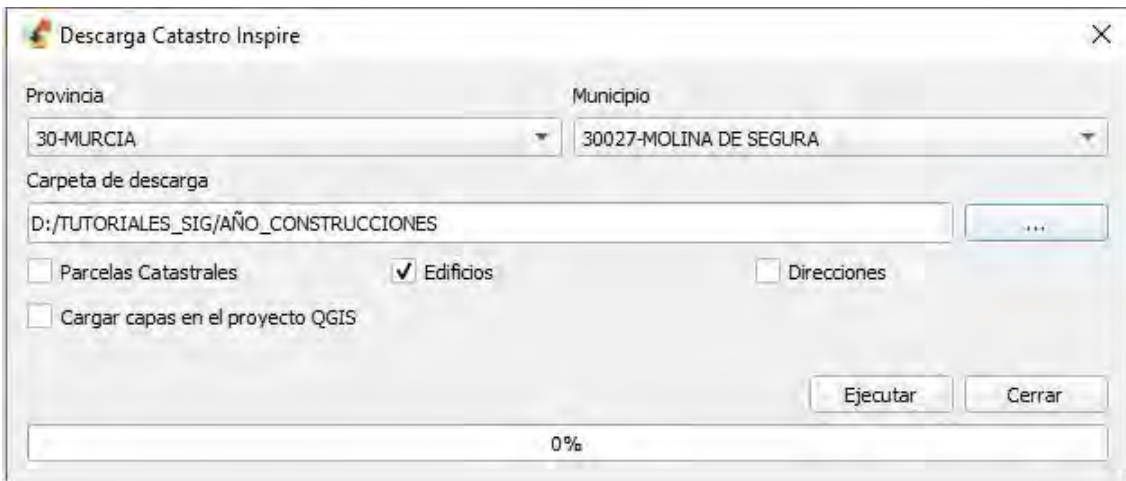 Descarga Catastro Inspire
Provincia Municipio
30-MURCIA 30027-MOLINA DE SEGURA
Carpeta de descarga
D:/TUTORIALES_SIG/AÑO_CONSTRUCCIONES ...
Parcelas Catastrales Edificios Direcciones
Cargar capas en el proyecto QGIS
Ejecutar Cerrar
0%